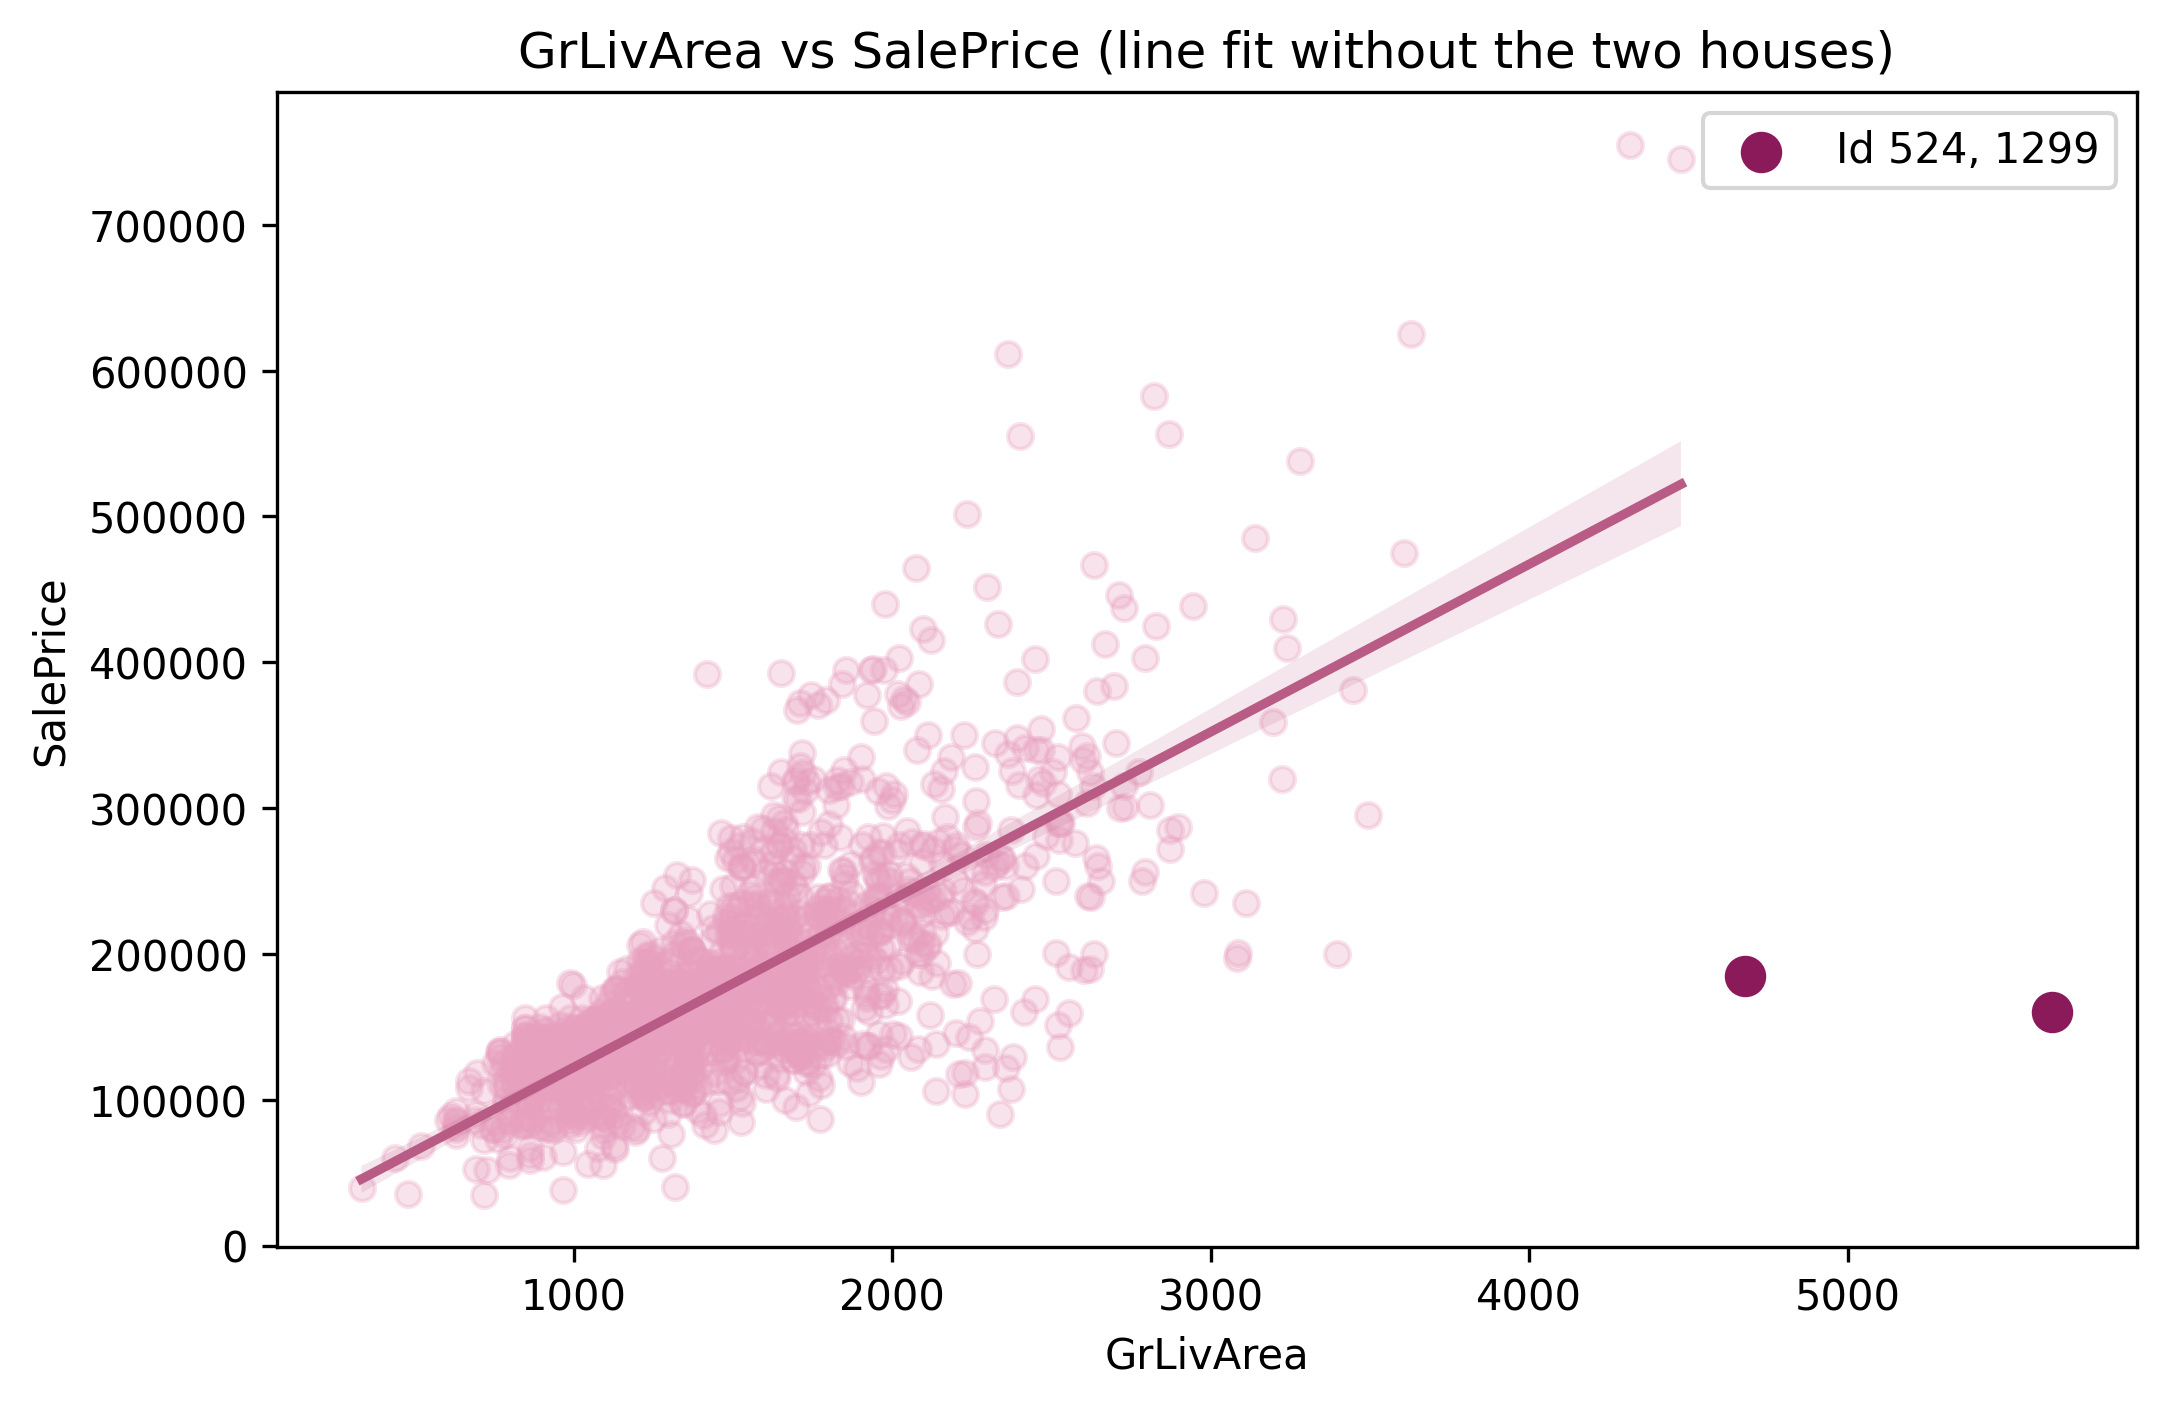 GrLivArea vs SalePrice (line fit without the two houses)
Id 524, 1299
700000
600000
500000
400000
300000
200000
100000
0
SalePrice
1000 2000 3000 4000 5000
GrLivArea